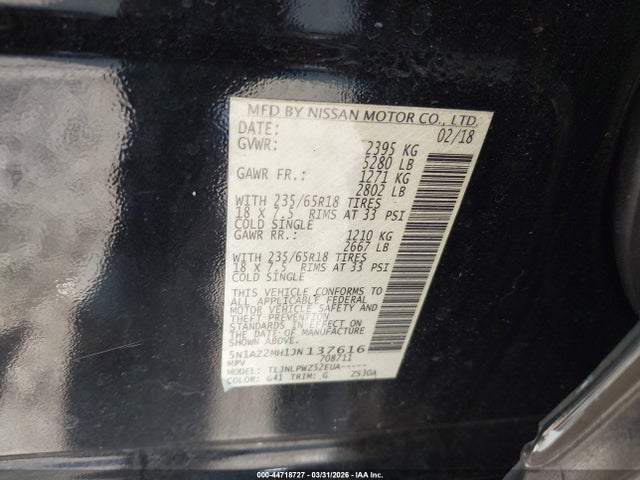 MFD BY NISSAN MOTOR CO., LTD.
DATE: 02/18
GVWR: 2395 KG
5280 LB
GAWR FR.: 1271 KG
2802 LB
WITH 235/65R18 TIRES
18 X 7.5 RIMS AT 33 PSI
COLD SINGLE
GAWR RR.: 1210 KG
2667 LB
WITH 235/65R18 TIRES
18 X 7.5 RIMS AT 33 PSI
COLD SINGLE
THIS VEHICLE CONFORMS TO
ALL APPLICABLE FEDERAL
MOTOR VEHICLE SAFETY AND
THEFT PREVENTION
STANDARDS IN EFFECT ON
THE DATE OF MANUFACTURE
SHOWN ABOVE.
5N1AZ2MH1JN137616
MPV 708711
MODEL: TLJNLPWZ52EUA-----
COLOR: G41 TRIM: G Z530A
000-44718727 - 03/31/2026 - IAA Inc.